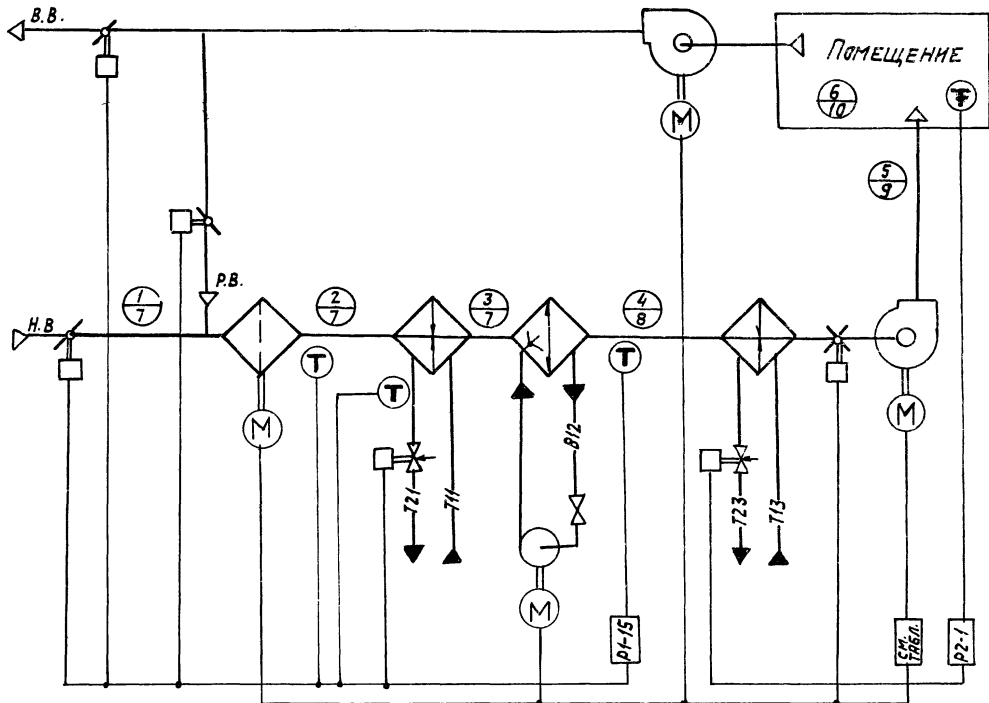 В.В.
ПОМЕЩЕНИЕ
6
10
T
M
5
9
Р.В.
1
7
2
7
3
7
4
8
Н.В
T
T
M
M
В12
Т21
Т11
Т23
Т13
M
Р1-15
СМ.
ТАБЛ.
Р2-1